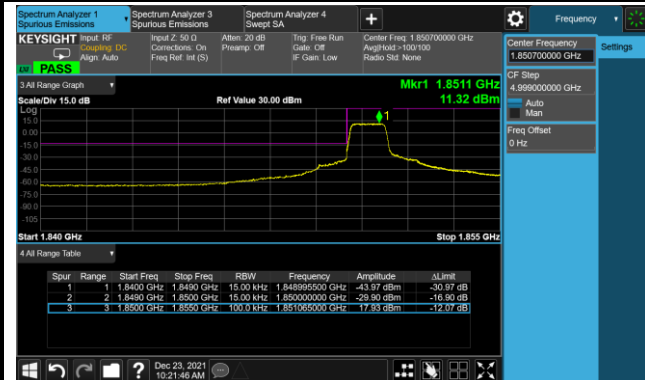 Spectrum Analyzer 1
Spurious Emissions
Spectrum Analyzer 3
Spurious Emissions
Spectrum Analyzer 4
Swept SA
+
Frequency
KEYSIGHT
Input: RF
Coupling: DC
Align: Auto
Input Z: 50 Ω
Corrections: On
Freq Ref: Int (S)
Atten: 20 dB
Preamp: Off
Trig: Free Run
Gate: Off
IF Gain: Low
Center Freq: 1.850700000 GHz
Avg|Hold:>100/100
Radio Std: None
PASS
Center Frequency
1.850700000 GHz
Settings
CF Step
4.999000000 GHz
Auto
Man
Freq Offset
0 Hz
3 All Range Graph
Mkr1 1.8511 GHz
Scale/Div 15.0 dB
Ref Value 30.00 dBm
11.32 dBm
Log
15.0
0.00
-15.0
-30.0
-45.0
-60.0
-75.0
-90.0
-105
1
Start 1.840 GHz
Stop 1.855 GHz
4 All Range Table
Spur Range Start Freq Stop Freq RBW Frequency Amplitude ΔLimit
1 1 1.8400 GHz 1.8490 GHz 15.00 kHz 1.848995500 GHz -43.97 dBm -30.97 dB
2 2 1.8490 GHz 1.8500 GHz 15.00 kHz 1.850000000 GHz -29.90 dBm -16.90 dB
3 3 1.8500 GHz 1.8550 GHz 100.0 kHz 1.851065000 GHz 17.93 dBm -12.07 dB
?
Dec 23, 2021
10:21:46 AM